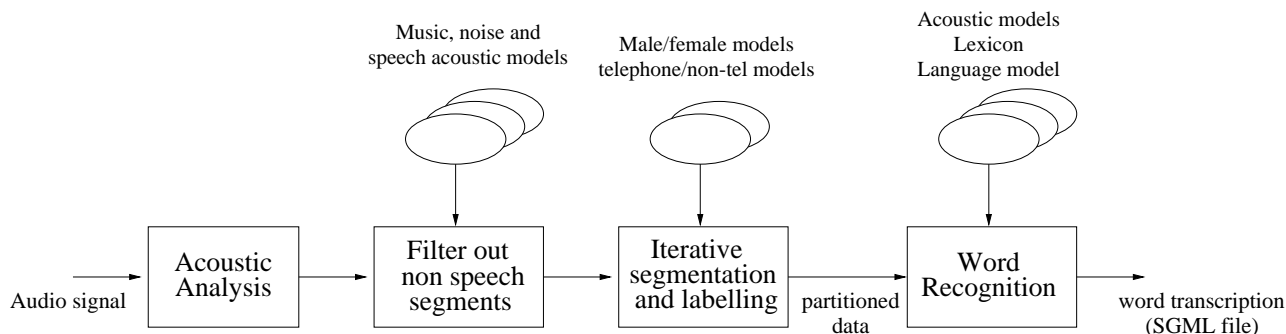 Music, noise and
speech acoustic models
Male/female models
telephone/non-tel models
Acoustic models
Lexicon
Language model
Audio signal
Acoustic
Analysis
Filter out
non speech
segments
Iterative
segmentation
and labelling
partitioned
data
Word
Recognition
word transcription
(SGML file)